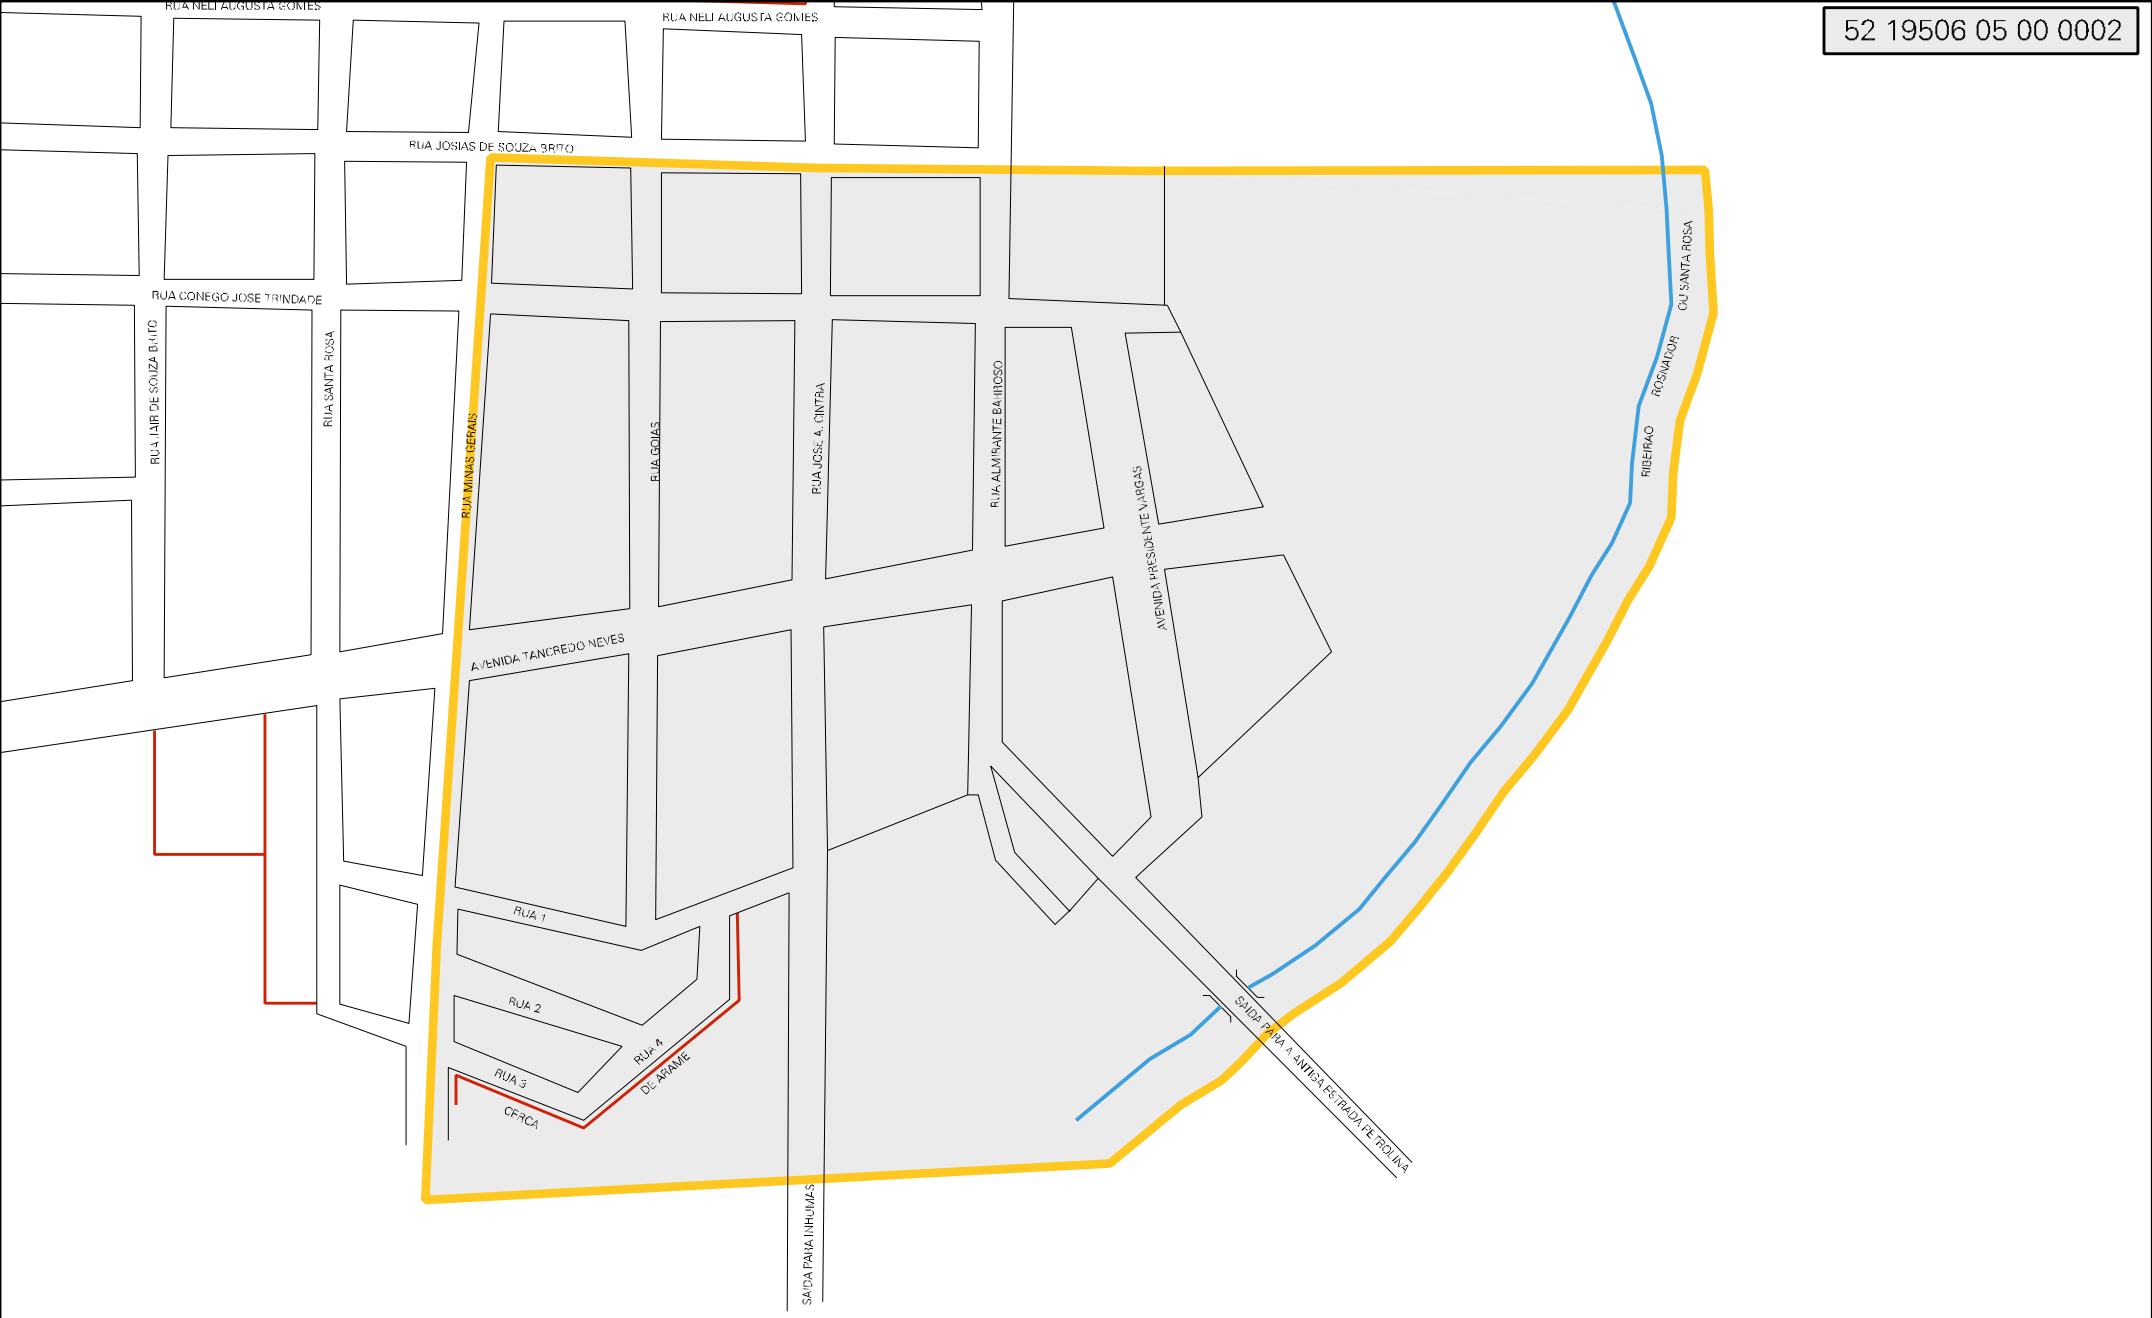 RUA NELI AUGUSTA GOMES
RUA NELI AUGUSTA GOMES
52 19506 05 00 0002
RUA JOSIAS DE SOUZA BRITO
RUA CONEGO JOSE TRINDADE
RUA JAIR DE SOUZA BRITO
RUA SANTA ROSA
RUA MINAS GERAIS
RUA GOIAS
RUA JOSE A. CINTRA
RUA ALMIRANTE BARROSO
AVENIDA PRESIDENTE VARGAS
RIBEIRAO ROSNADOR OU SANTA ROSA
AVENIDA TANCREDO NEVES
RUA 1
RUA 2
RUA 3
RUA 4
CERCA DE ARAME
SAIDA PARA A ANTIGA ESTRADA PETROLINA
SAIDA PARA INHUMAS